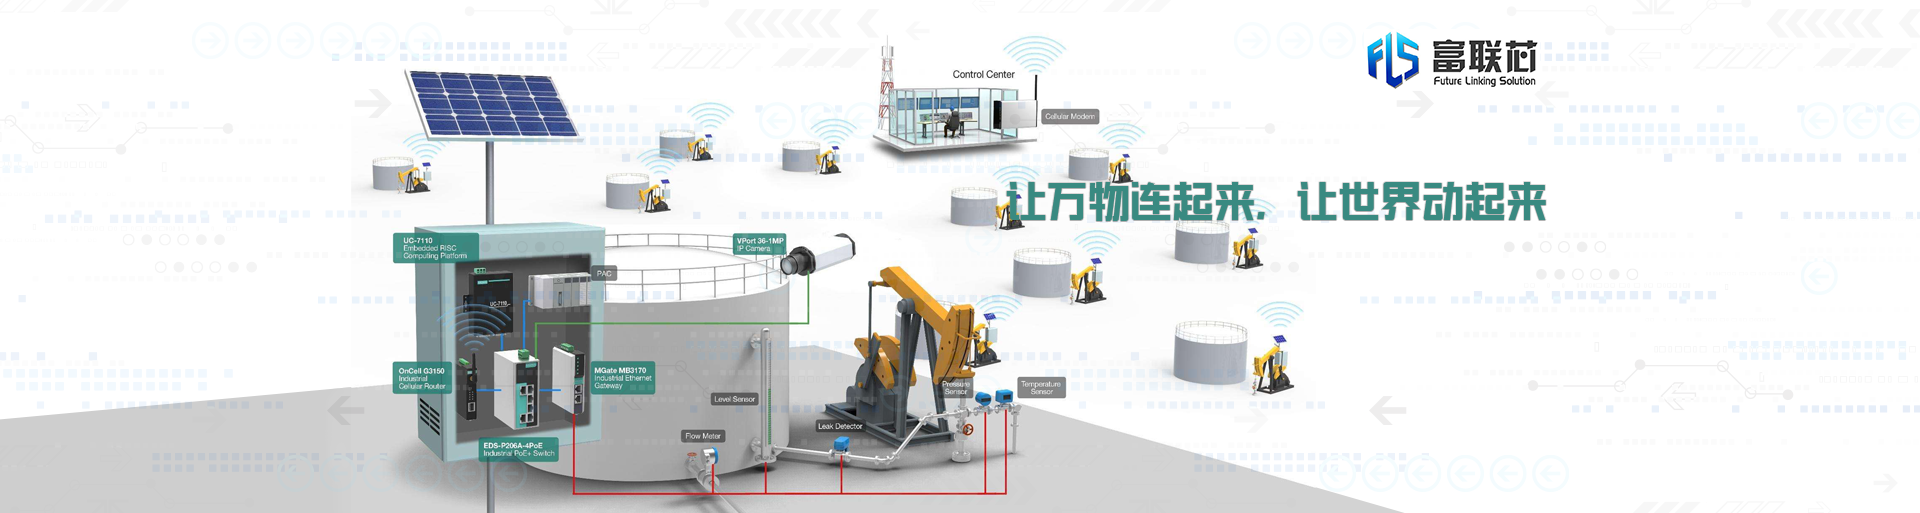 富联芯
Future Linking Solution
FLS
Control Center
Cellular Modem
让万物连起来，让世界动起来
UC-7110
Embedded RISC
Computing Platform
VPort 36-1MP
IP Camera
PAC
UC-7110
OnCell G3150
Industrial
Cellular Router
MGate MB3170
Industrial Ethernet
Gateway
Pressure
Sensor
Temperature
Sensor
Level Sensor
Leak Detector
Flow Meter
EDS-P206A-4PoE
Industrial PoE+ Switch